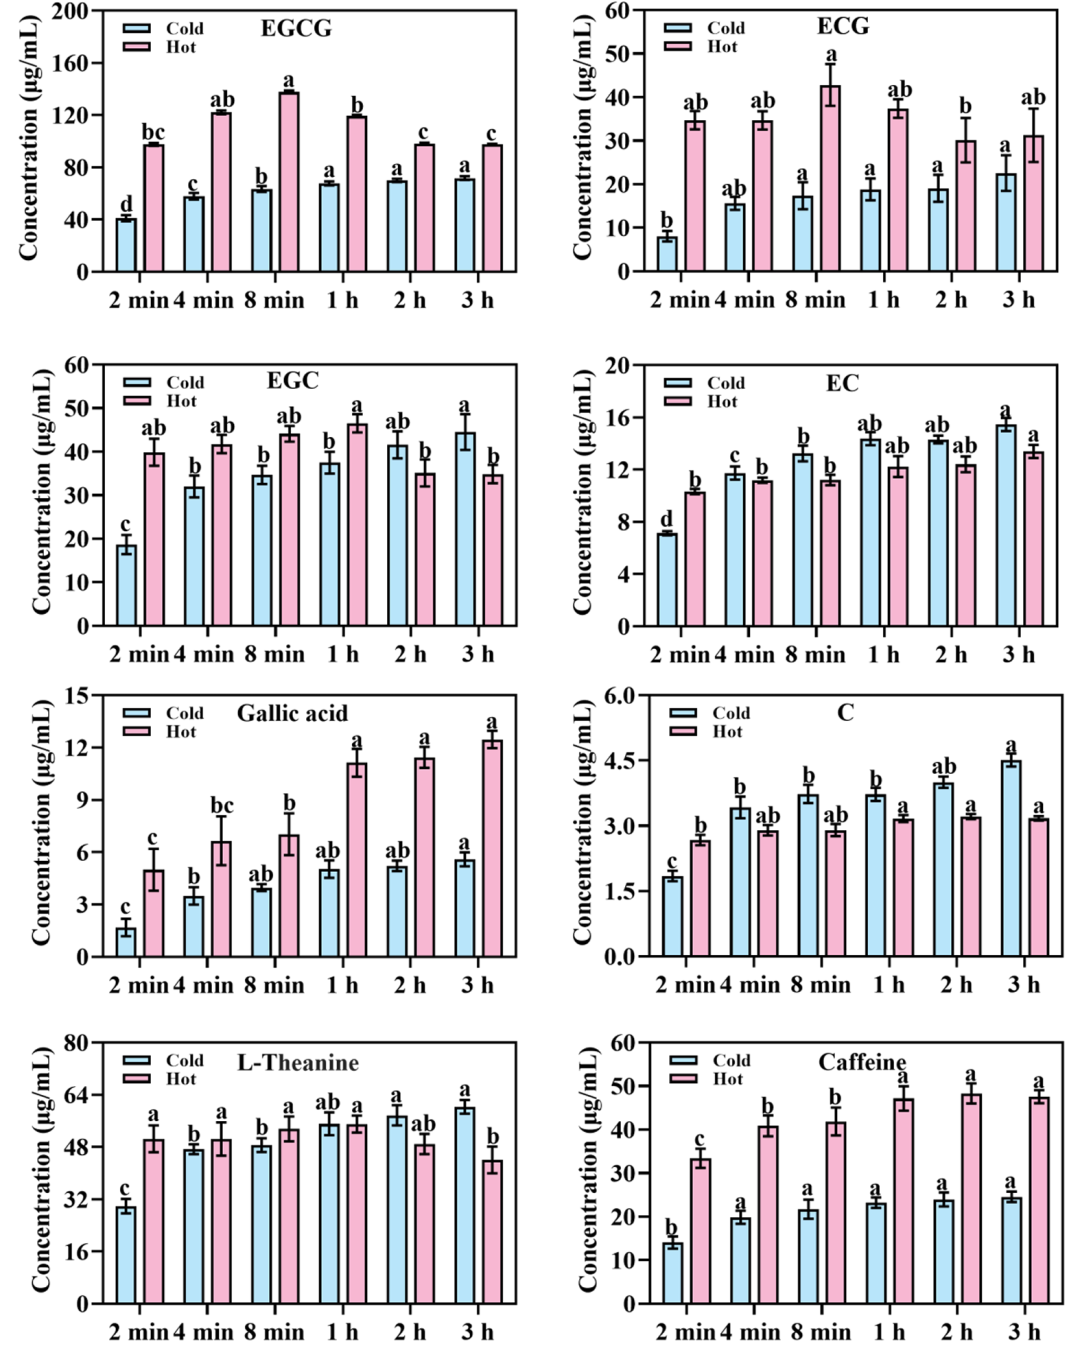 EGCG
Cold
Hot
Concentration (μg/mL)
200
160
120
80
40
0
d
bc
c
ab
b
a
a
b
a
c
a
c
2 min 4 min 8 min 1 h 2 h 3 h
ECG
Cold
Hot
Concentration (μg/mL)
60
50
40
30
20
10
0
b
ab
ab
ab
a
a
a
ab
a
b
a
ab
2 min 4 min 8 min 1 h 2 h 3 h
EGC
Cold
Hot
Concentration (μg/mL)
60
50
40
30
20
10
0
c
ab
b
ab
b
ab
b
a
ab
b
a
b
2 min 4 min 8 min 1 h 2 h 3 h
EC
Cold
Hot
Concentration (μg/mL)
20
16
12
8
4
0
d
b
c
b
b
b
ab
ab
ab
ab
a
a
2 min 4 min 8 min 1 h 2 h 3 h
Gallic acid
Cold
Hot
Concentration (μg/mL)
15
12
9
6
3
0
c
c
b
bc
ab
b
ab
a
ab
a
a
a
2 min 4 min 8 min 1 h 2 h 3 h
C
Cold
Hot
Concentration (μg/mL)
6.0
4.5
3.0
1.5
0.0
c
b
b
ab
b
ab
b
a
ab
a
a
a
2 min 4 min 8 min 1 h 2 h 3 h
L-Theanine
Cold
Hot
Concentration (μg/mL)
80
64
48
32
16
0
c
a
b
a
b
a
ab
a
a
ab
a
b
2 min 4 min 8 min 1 h 2 h 3 h
Caffeine
Cold
Hot
Concentration (μg/mL)
60
50
40
30
20
10
0
b
c
a
b
a
b
a
a
a
a
a
a
2 min 4 min 8 min 1 h 2 h 3 h